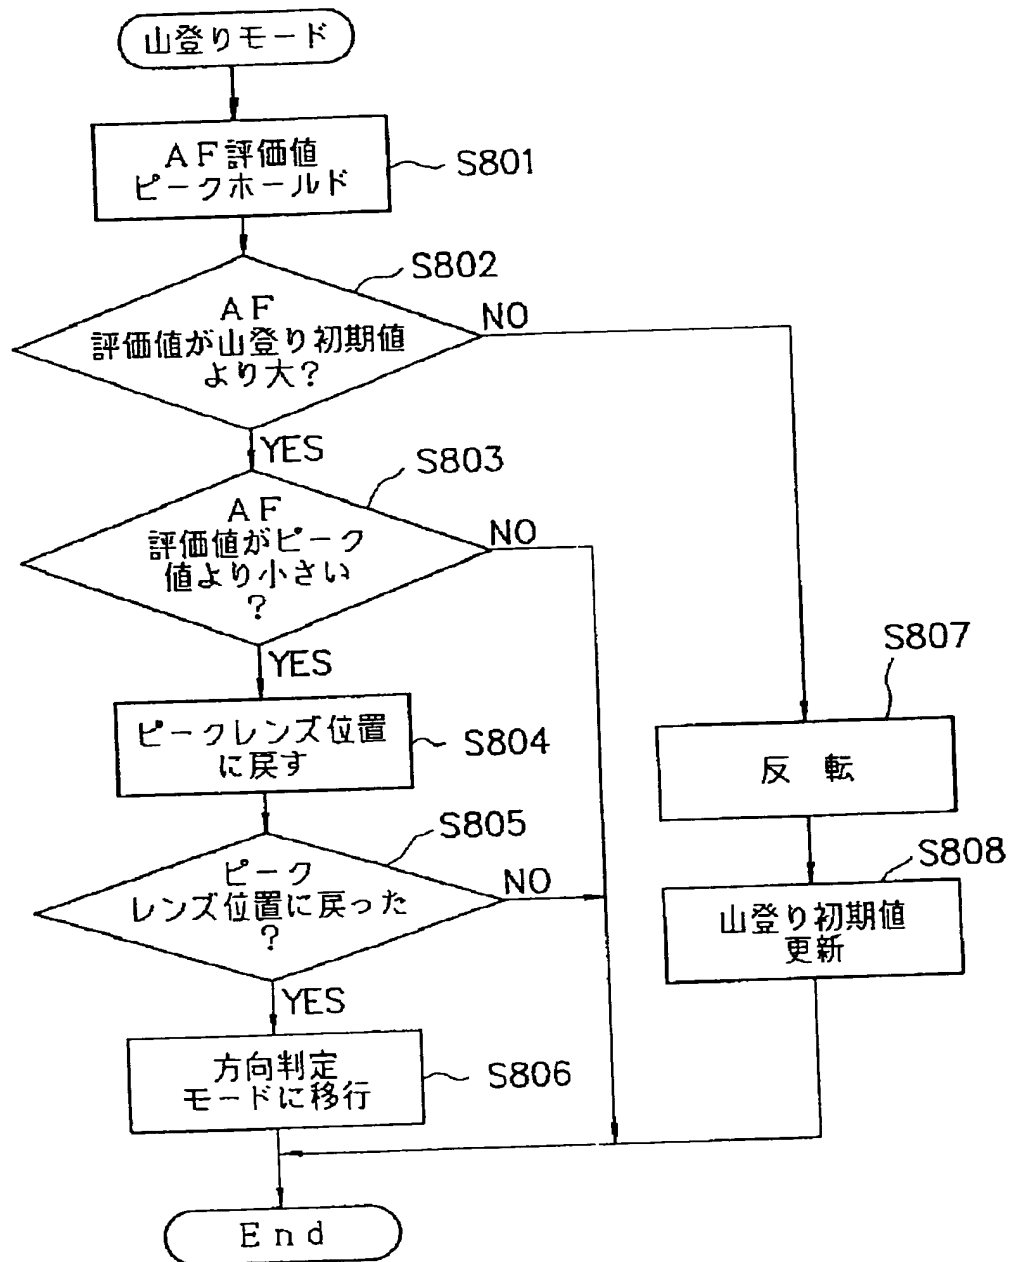 山登りモード
ＡＦ評価値
ピークホールド
S801
S802
ＡＦ
評価値が山登り初期値
より大？
NO
YES
S803
ＡＦ
評価値がピーク
値より小さい
？
NO
YES
S807
ピークレンズ位置
に戻す
S804
反　転
S805
ピーク
レンズ位置に戻った
？
NO
S808
山登り初期値
更新
YES
方向判定
モードに移行
S806
Ｅｎｄ